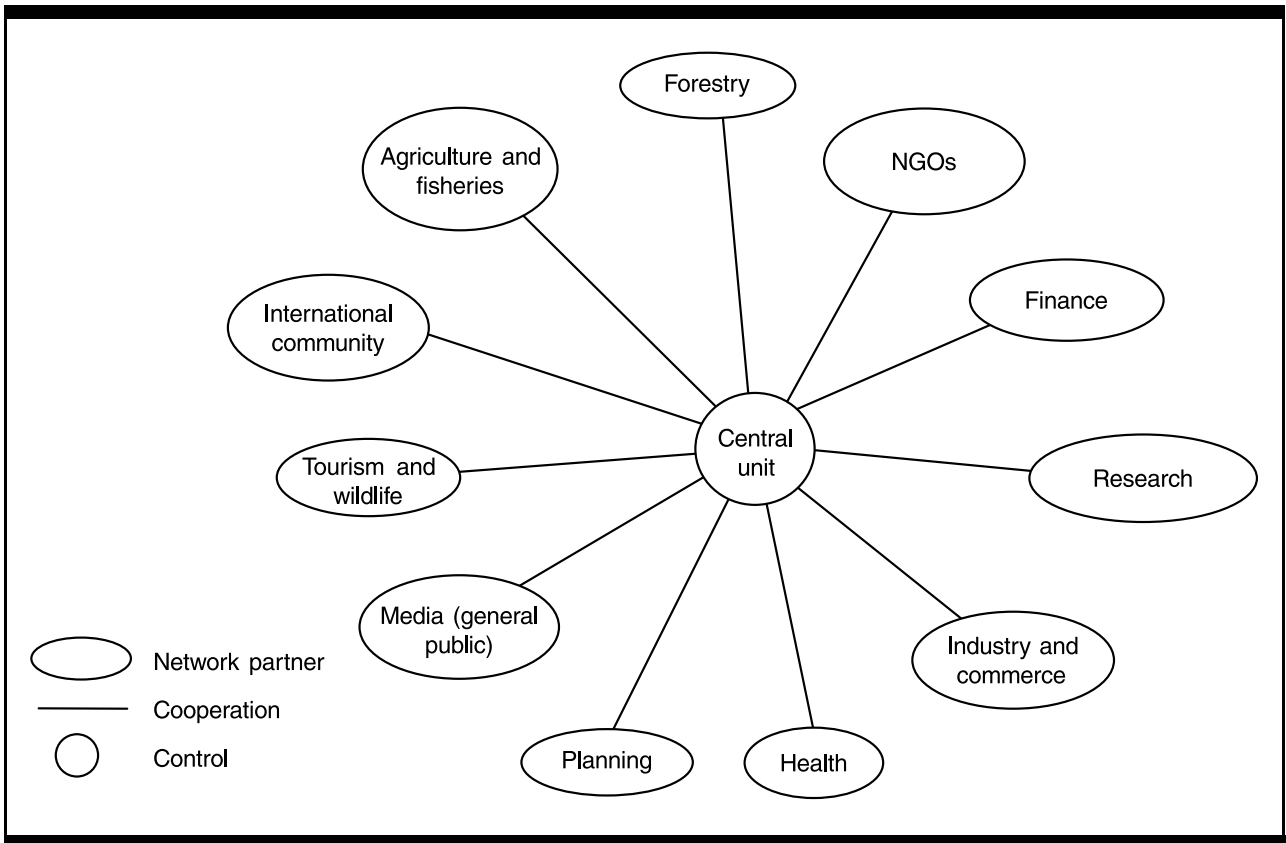 Forestry
Agriculture and
fisheries
NGOs
International
community
Finance
Central
unit
Tourism and
wildlife
Research
Media (general
public)
Industry and
commerce
Planning
Health
Network partner
Cooperation
Control